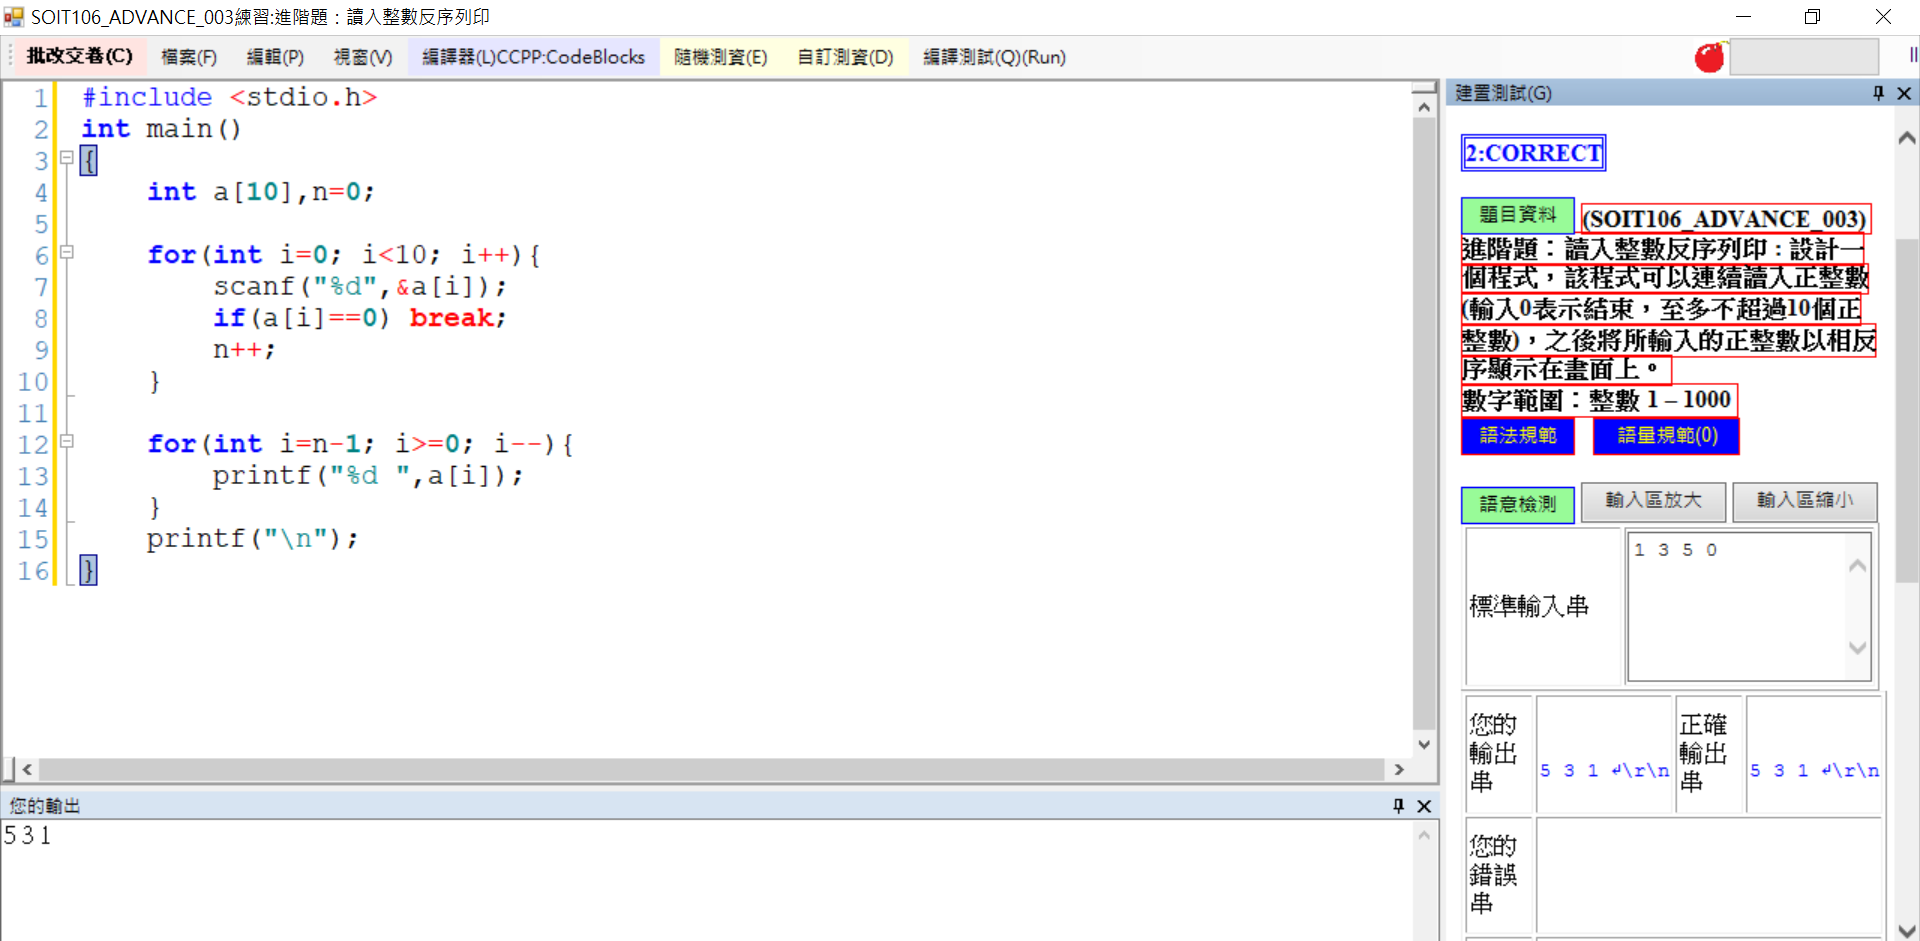 SOIT106_ADVANCE_003練習:進階題：讀入整數反序列印
批改交卷(C) 檔案(F) 編輯(P) 視窗(V) 編譯器(L)CCPP:CodeBlocks 隨機測資(E) 自訂測資(D) 編譯測試(Q)(Run)
1 #include <stdio.h>
2 int main()
3 {
4     int a[10],n=0;
5
6     for(int i=0; i<10; i++){
7         scanf("%d",&a[i]);
8         if(a[i]==0) break;
9         n++;
10     }
11
12     for(int i=n-1; i>=0; i--){
13         printf("%d ",a[i]);
14     }
15     printf("\n");
16 }
您的輸出
5 3 1
建置測試(G)
2:CORRECT
題目資料 (SOIT106_ADVANCE_003)
進階題：讀入整數反序列印 : 設計一
個程式，該程式可以連續讀入正整數
(輸入0表示結束，至多不超過10個正
整數)，之後將所輸入的正整數以相反
序顯示在畫面上。
數字範圍：整數 1 – 1000
語法規範 語量規範(0)
語意檢測 輸入區放大 輸入區縮小
標準輸入串 1 3 5 0
您的
輸出
串
5 3 1 ↲\r\n
正確
輸出
串
5 3 1 ↲\r\n
您的
錯誤
串